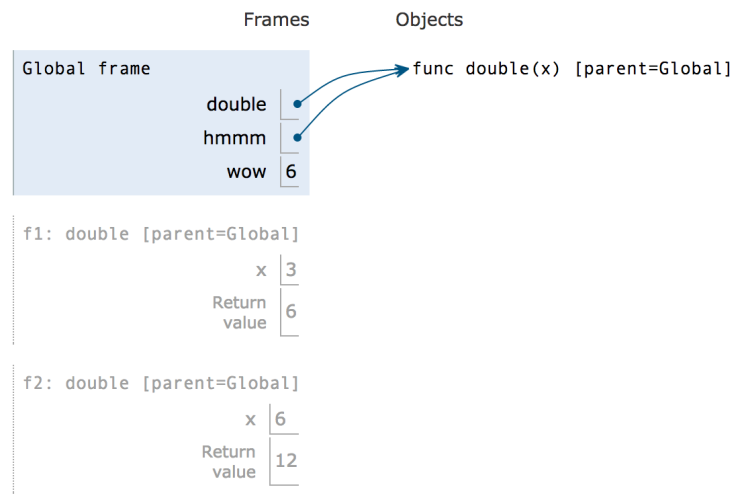 Frames Objects
Global frame func double(x) [parent=Global]
double
hmmm
wow 6
f1: double [parent=Global]
x 3
Return
value 6
f2: double [parent=Global]
x 6
Return
value 12